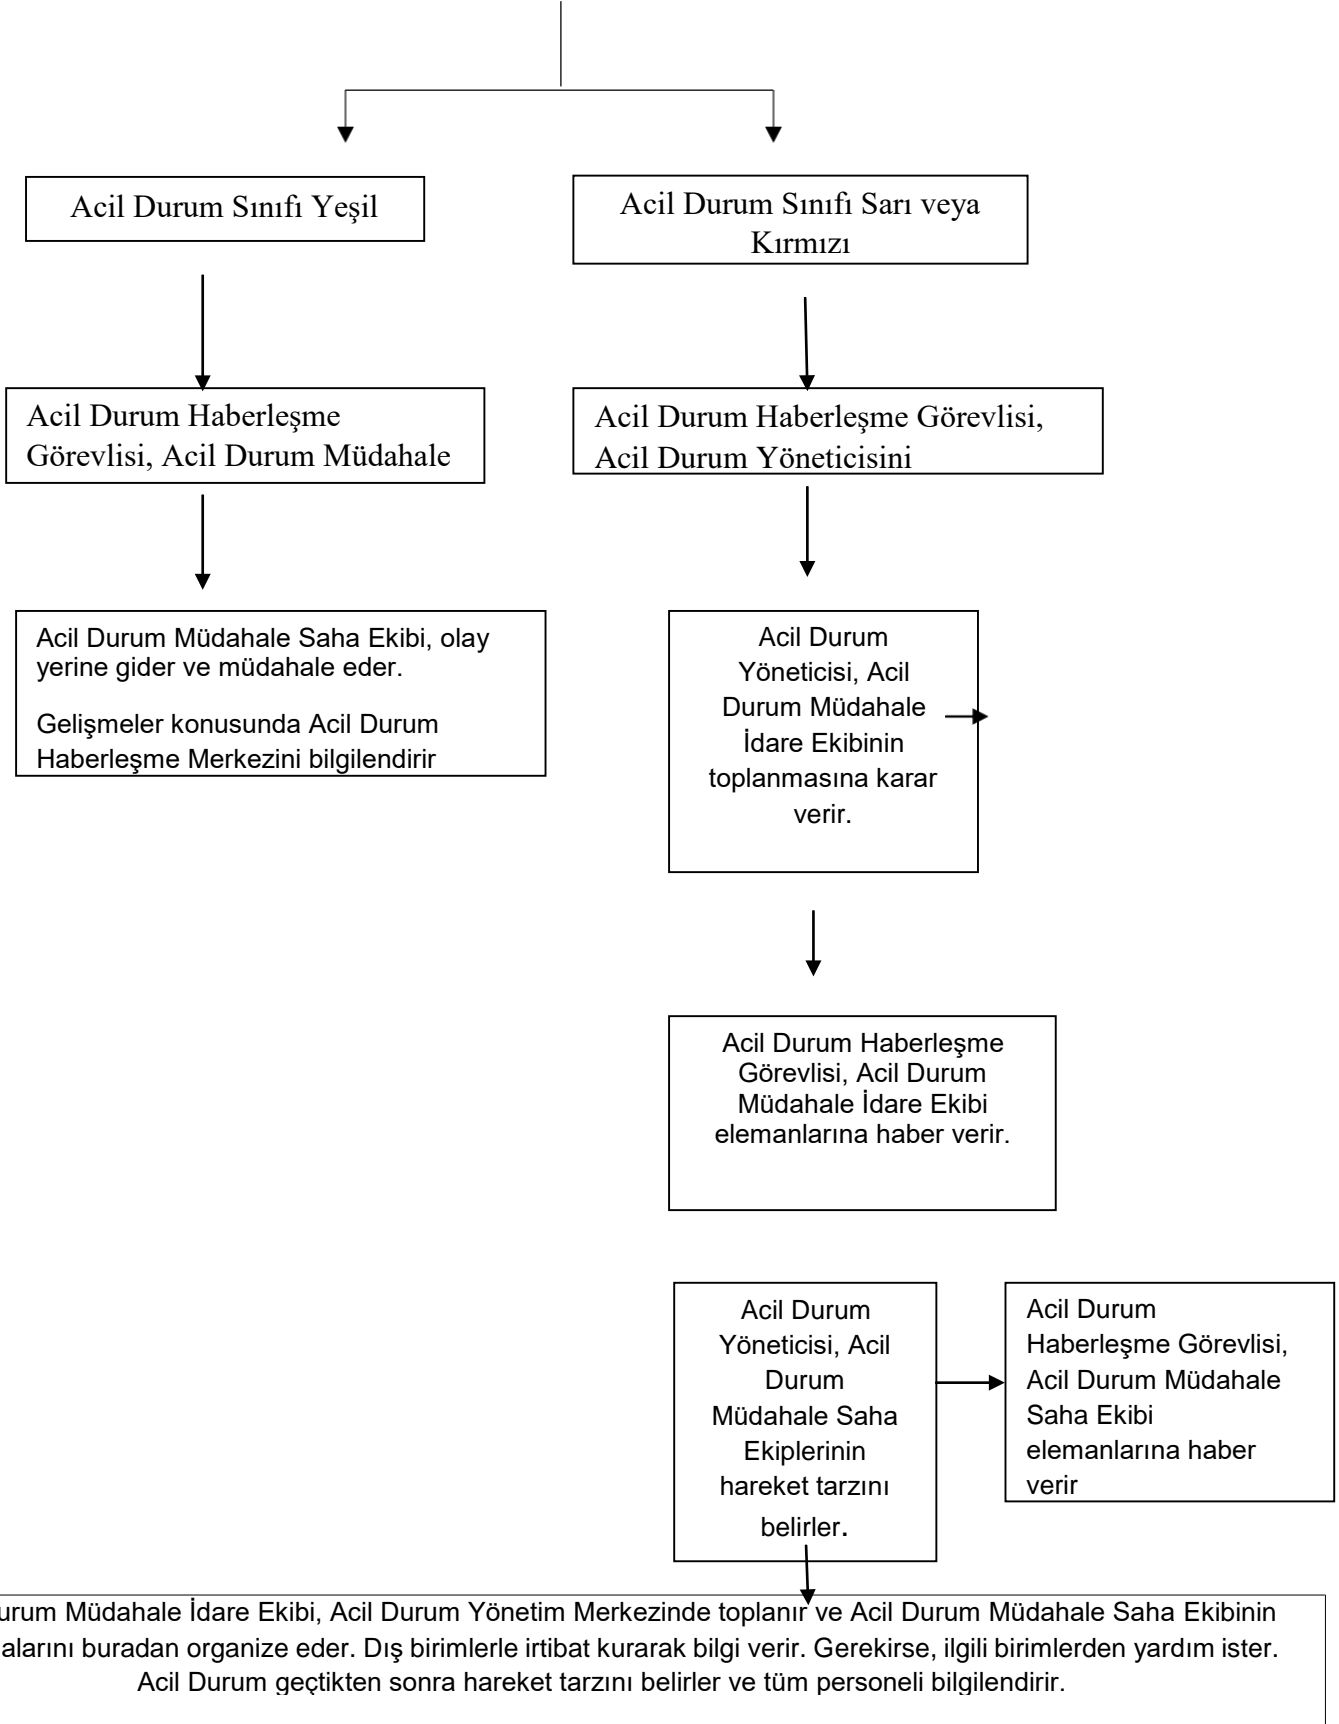 Acil Durum Sınıfı Yeşil
Acil Durum Sınıfı Sarı veya
Kırmızı
Acil Durum Haberleşme
Görevlisi, Acil Durum Müdahale
Acil Durum Haberleşme Görevlisi,
Acil Durum Yöneticisini
Acil Durum Müdahale Saha Ekibi, olay
yerine gider ve müdahale eder.
Gelişmeler konusunda Acil Durum
Haberleşme Merkezini bilgilendirir
Acil Durum
Yöneticisi, Acil
Durum Müdahale
İdare Ekibinin
toplanmasına karar
verir.
Acil Durum Haberleşme
Görevlisi, Acil Durum
Müdahale İdare Ekibi
elemanlarına haber verir.
Acil Durum
Yöneticisi, Acil
Durum
Müdahale Saha
Ekiplerinin
hareket tarzını
belirler.
Acil Durum
Haberleşme Görevlisi,
Acil Durum Müdahale
Saha Ekibi
elemanlarına haber
verir
urum Müdahale İdare Ekibi, Acil Durum Yönetim Merkezinde toplanır ve Acil Durum Müdahale Saha Ekibinin
alarını buradan organize eder. Dış birimlerle irtibat kurarak bilgi verir. Gerekirse, ilgili birimlerden yardım ister.
Acil Durum geçtikten sonra hareket tarzını belirler ve tüm personeli bilgilendirir.